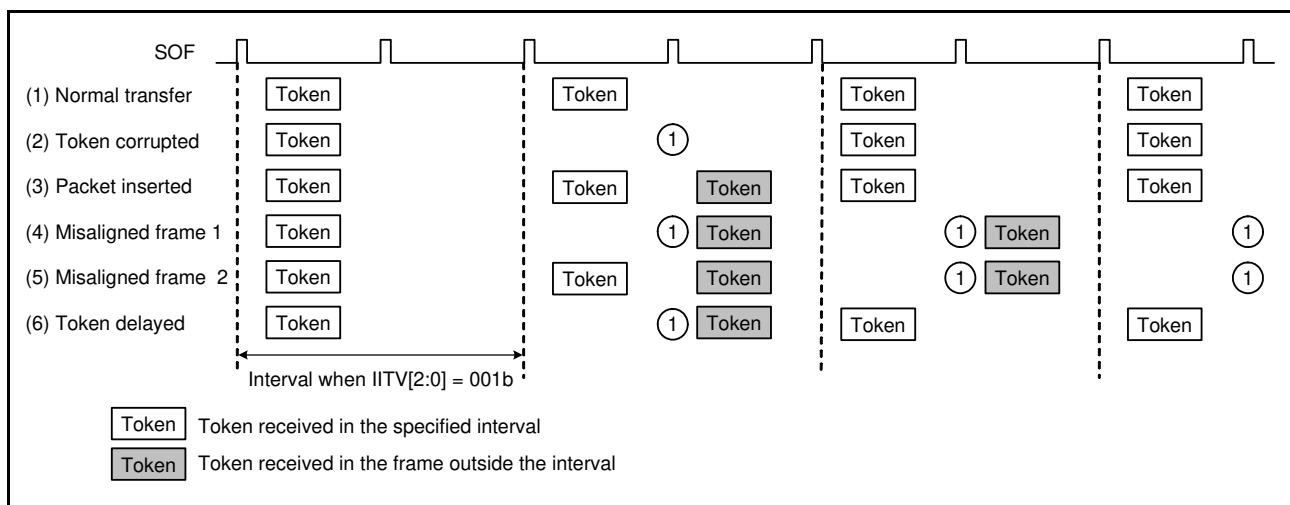 SOF
(1) Normal transfer Token Token Token Token
(2) Token corrupted Token 1 Token Token
(3) Packet inserted Token Token Token Token Token
(4) Misaligned frame 1 Token 1 Token 1 Token 1
(5) Misaligned frame 2 Token Token Token 1 Token 1
(6) Token delayed Token 1 Token Token Token
Interval when IITV[2:0] = 001b
Token Token received in the specified interval
Token Token received in the frame outside the interval